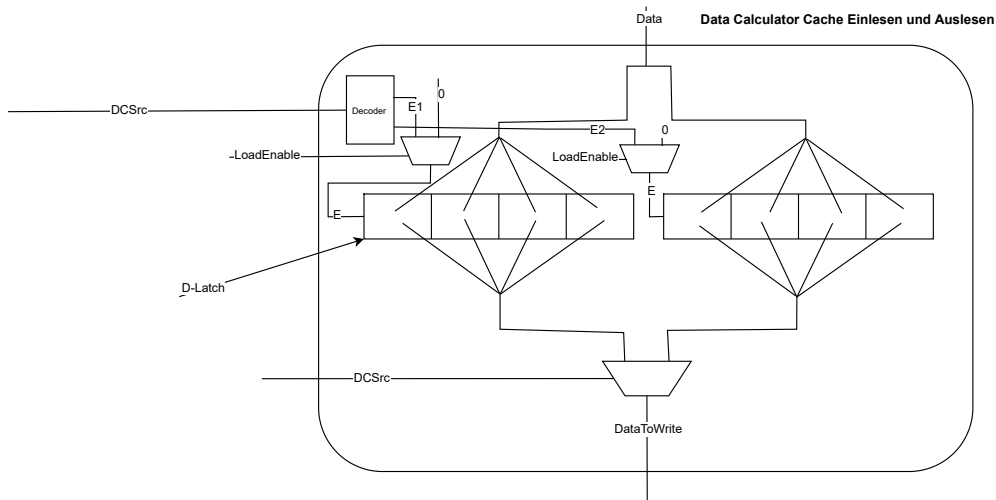 Data
Data Calculator Cache Einlesen und Auslesen
0
DCSrc
Decoder
E1
E2
0
LoadEnable
LoadEnable
E
E
D-Latch
DCSrc
DataToWrite